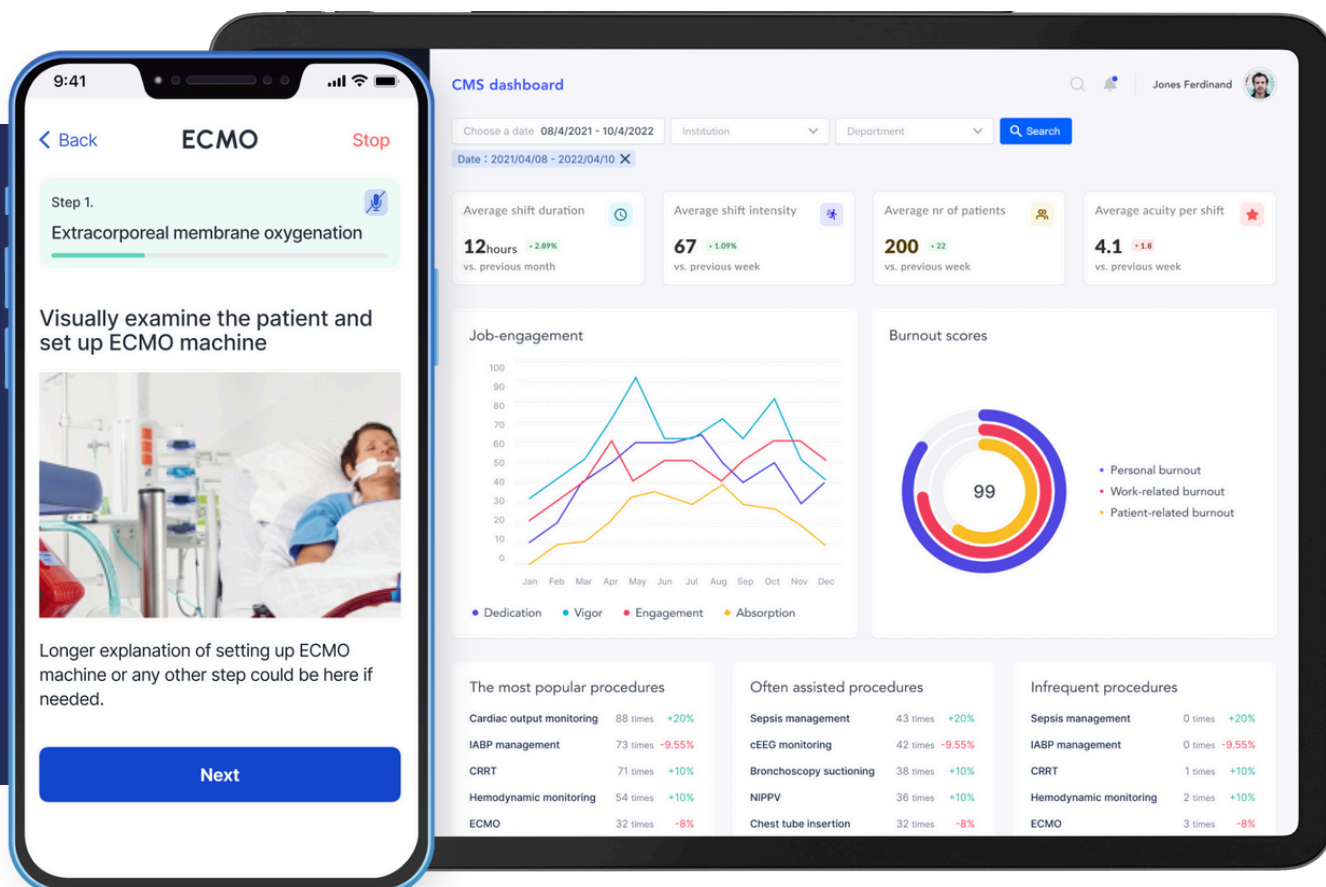 9:41
Back
ECMO
Stop
Step 1.
Extracorporeal membrane oxygenation
Visually examine the patient and
set up ECMO machine
Longer explanation of setting up ECMO
machine or any other step could be here if
needed.
Next
CMS dashboard
Jones Ferdinand
Choose a date 08/4/2021 - 10/4/2022
Institution
Department
Search
Date : 2021/04/08 - 2022/04/10
Average shift duration
12hours 2.89%
vs. previous month
Average shift intensity
67 1.09%
vs. previous week
Average nr of patients
200 22
vs. previous week
Average acuity per shift
4.1 1.8
vs. previous week
Job-engagement
100
90
80
70
60
50
40
30
20
10
0
Jan Feb Mar Apr May Jun Jul Aug Sep Oct Nov Dec
Dedication Vigor Engagement Absorption
Burnout scores
99
Personal burnout
Work-related burnout
Patient-related burnout
The most popular procedures
Cardiac output monitoring 88 times +20%
IABP management 73 times -9.55%
CRRT 71 times +10%
Hemodynamic monitoring 54 times +10%
ECMO 32 times -8%
Often assisted procedures
Sepsis management 43 times +20%
cEEG monitoring 42 times -9.55%
Bronchoscopy suctioning 38 times +10%
NIPPV 36 times +10%
Chest tube insertion 32 times -8%
Infrequent procedures
Sepsis management 0 times +20%
IABP management 0 times -9.55%
CRRT 1 times +10%
Hemodynamic monitoring 2 times +10%
ECMO 3 times -8%